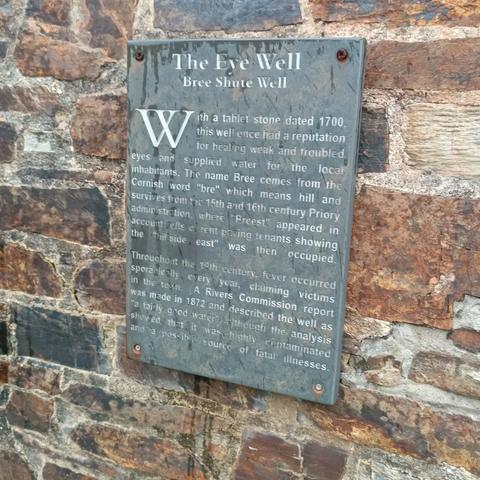 The Eye Well
Bree Shute Well
With a tablet stone dated 1700,
this well once had a reputation
for healing weak and troubled
eyes and supplied water for the local
inhabitants. The name Bree comes from the
Cornish word "bre" which means hill and
survives from the 15th and 16th century Priory
administration, where "Breest" appeared in
account rolls of rent paying tenants showing
the "hillside east" was then occupied.
Throughout the 19th century, fever occurred
sporadically every year, claiming victims
in the town. A Rivers Commission report
was made in 1872 and described the well as
"a fairly good water", although the analysis
showed that it was highly contaminated
and a possible source of fatal illnesses.